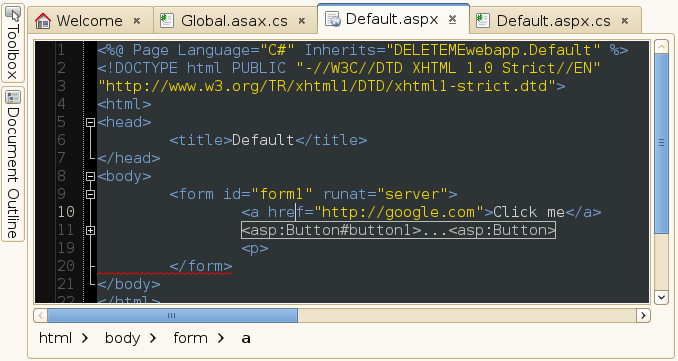 Welcome × Global.asax.cs × Default.aspx × Default.aspx.cs ×
Toolbox
Document Outline
1 <%@ Page Language="C#" Inherits="DELETEMEwebapp.Default" %>
2 <!DOCTYPE html PUBLIC "-//W3C//DTD XHTML 1.0 Strict//EN"
3 "http://www.w3.org/TR/xhtml1/DTD/xhtml1-strict.dtd">
4 <html>
5 <head>
6 <title>Default</title>
7 </head>
8 <body>
9 <form id="form1" runat="server">
10 <a href="http://google.com">Click me</a>
11 <asp:Button#button1>...<asp:Button>
19 <p>
20 </form>
21 </body>
22 </html>
html > body > form > a